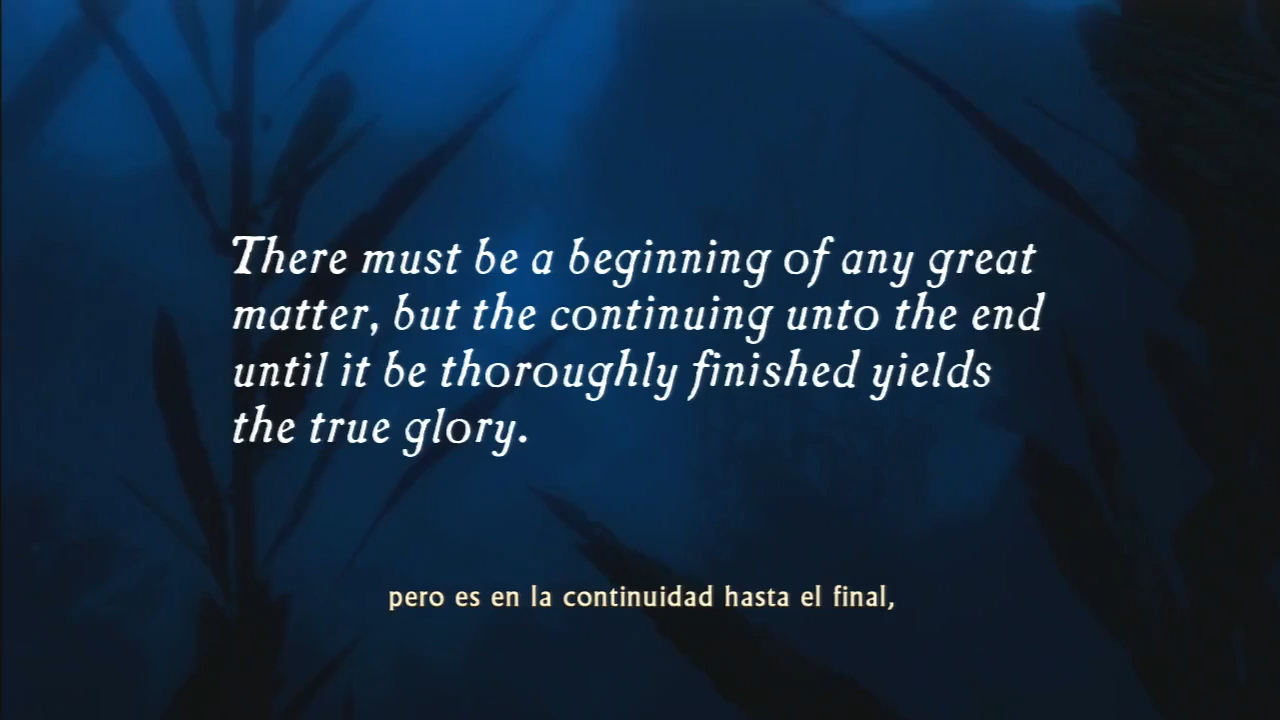 There must be a beginning of any great
matter, but the continuing unto the end
until it be thoroughly finished yields
the true glory.
pero es en la continuidad hasta el final,